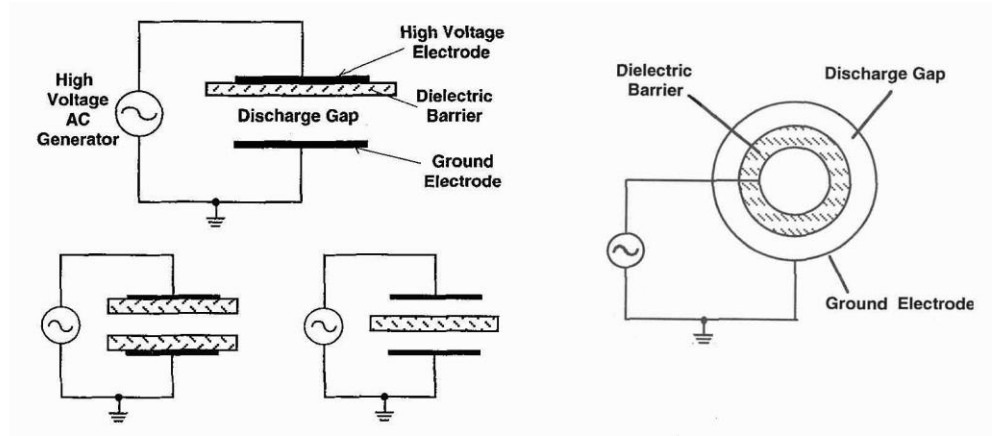 High Voltage
Electrode
High
Voltage
AC
Generator
Dielectric
Barrier
Discharge Gap
Ground
Electrode
Dielectric
Barrier
Discharge Gap
Ground Electrode